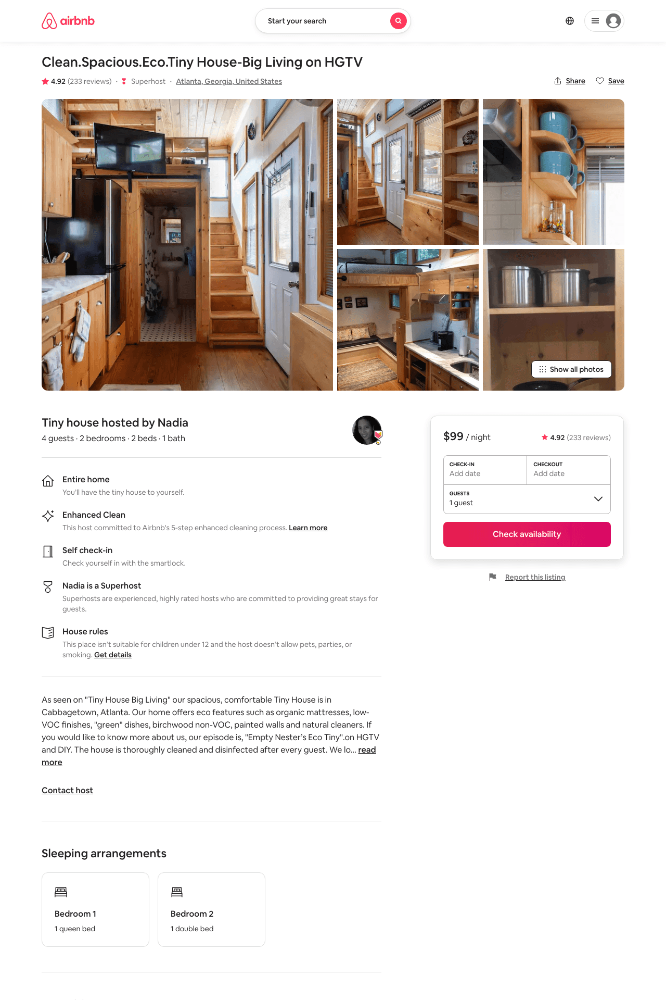 airbnb
Start your search
Clean.Spacious.Eco.Tiny House-Big Living on HGTV
4.92 (233 reviews) · Superhost · Atlanta, Georgia, United States
Share
Save
Show all photos
Tiny house hosted by Nadia
4 guests · 2 bedrooms · 2 beds · 1 bath
Entire home
You’ll have the tiny house to yourself.
Enhanced Clean
This host committed to Airbnb's 5-step enhanced cleaning process. Learn more
Self check-in
Check yourself in with the smartlock.
Nadia is a Superhost
Superhosts are experienced, highly rated hosts who are committed to providing great stays for
guests.
House rules
This place isn’t suitable for children under 12 and the host doesn’t allow pets, parties, or
smoking. Get details
$99 / night
4.92 (233 reviews)
CHECK-IN
Add date
CHECKOUT
Add date
GUESTS
1 guest
Check availability
Report this listing
As seen on "Tiny House Big Living" our spacious, comfortable Tiny House is in
Cabbagetown, Atlanta. Our home offers eco features such as organic mattresses, low-
VOC finishes, "green" dishes, birchwood non-VOC, painted walls and natural cleaners. If
you would like to know more about us, our episode is, "Empty Nester’s Eco Tiny".on HGTV
and DIY. The house is thoroughly cleaned and disinfected after every guest. We lo... read
more
Contact host
Sleeping arrangements
Bedroom 1
1 queen bed
Bedroom 2
1 double bed